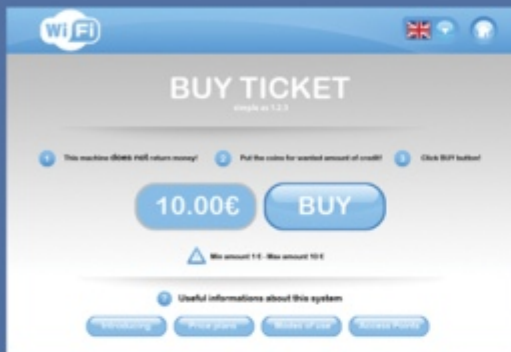 Wi Fi
BUY TICKET
simple as 1.2.3
1 This machine does not return money! 2 Put the coins for wanted amount of credit! 3 Click BUY button!
10.00€ BUY
Min amount 1 € - Max amount 10 €
? Useful informations about this system
Introducing Price plans Modes of use Access Points